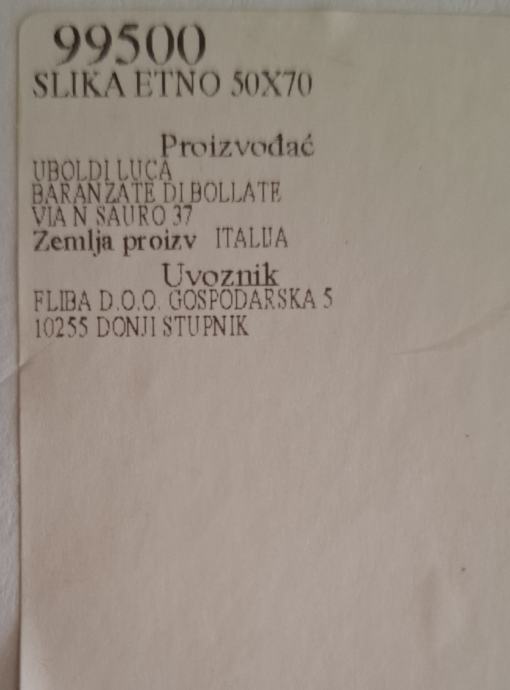 99500
SLIKA ETNO 50X70
Proizvođać
UBOLDI LUCA
BARANZATE DI BOLLATE
VIA N SAURO 37
Zemlja proizv ITALIJA
Uvoznik
FLIBA D.O.O. GOSPODARSKA 5
10255 DONJI STUPNIK